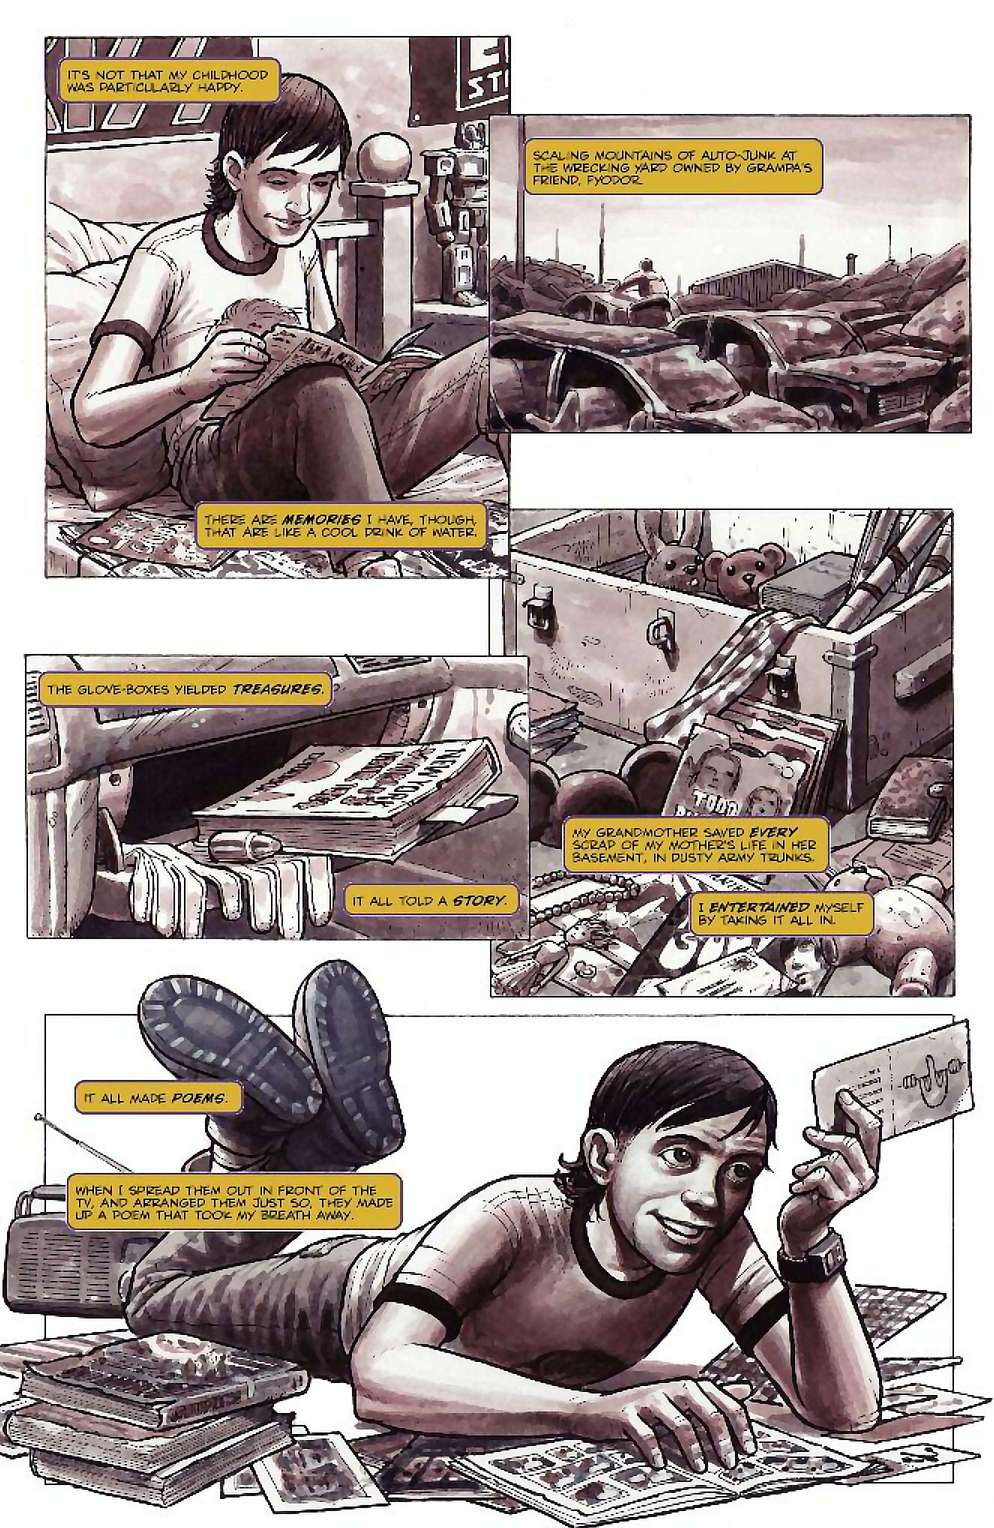 IT'S NOT THAT MY CHILDHOOD
WAS PARTICULARLY HAPPY.
SCALING MOUNTAINS OF AUTO-JUNK AT
THE WRECKING YARD OWNED BY GRAMPA'S
FRIEND, FYODOR.
THERE ARE MEMORIES I HAVE, THOUGH,
THAT ARE LIKE A COOL DRINK OF WATER.
THE GLOVE-BOXES YIELDED TREASURES.
NEW YORK
IT ALL TOLD A STORY.
TODD
MY GRANDMOTHER SAVED EVERY
SCRAP OF MY MOTHER'S LIFE IN HER
BASEMENT, IN DUSTY ARMY TRUNKS.
I ENTERTAINED MYSELF
BY TAKING IT ALL IN.
IT ALL MADE POEMS.
WHEN I SPREAD THEM OUT IN FRONT OF THE
TV, AND ARRANGED THEM JUST SO, THEY MADE
UP A POEM THAT TOOK MY BREATH AWAY.